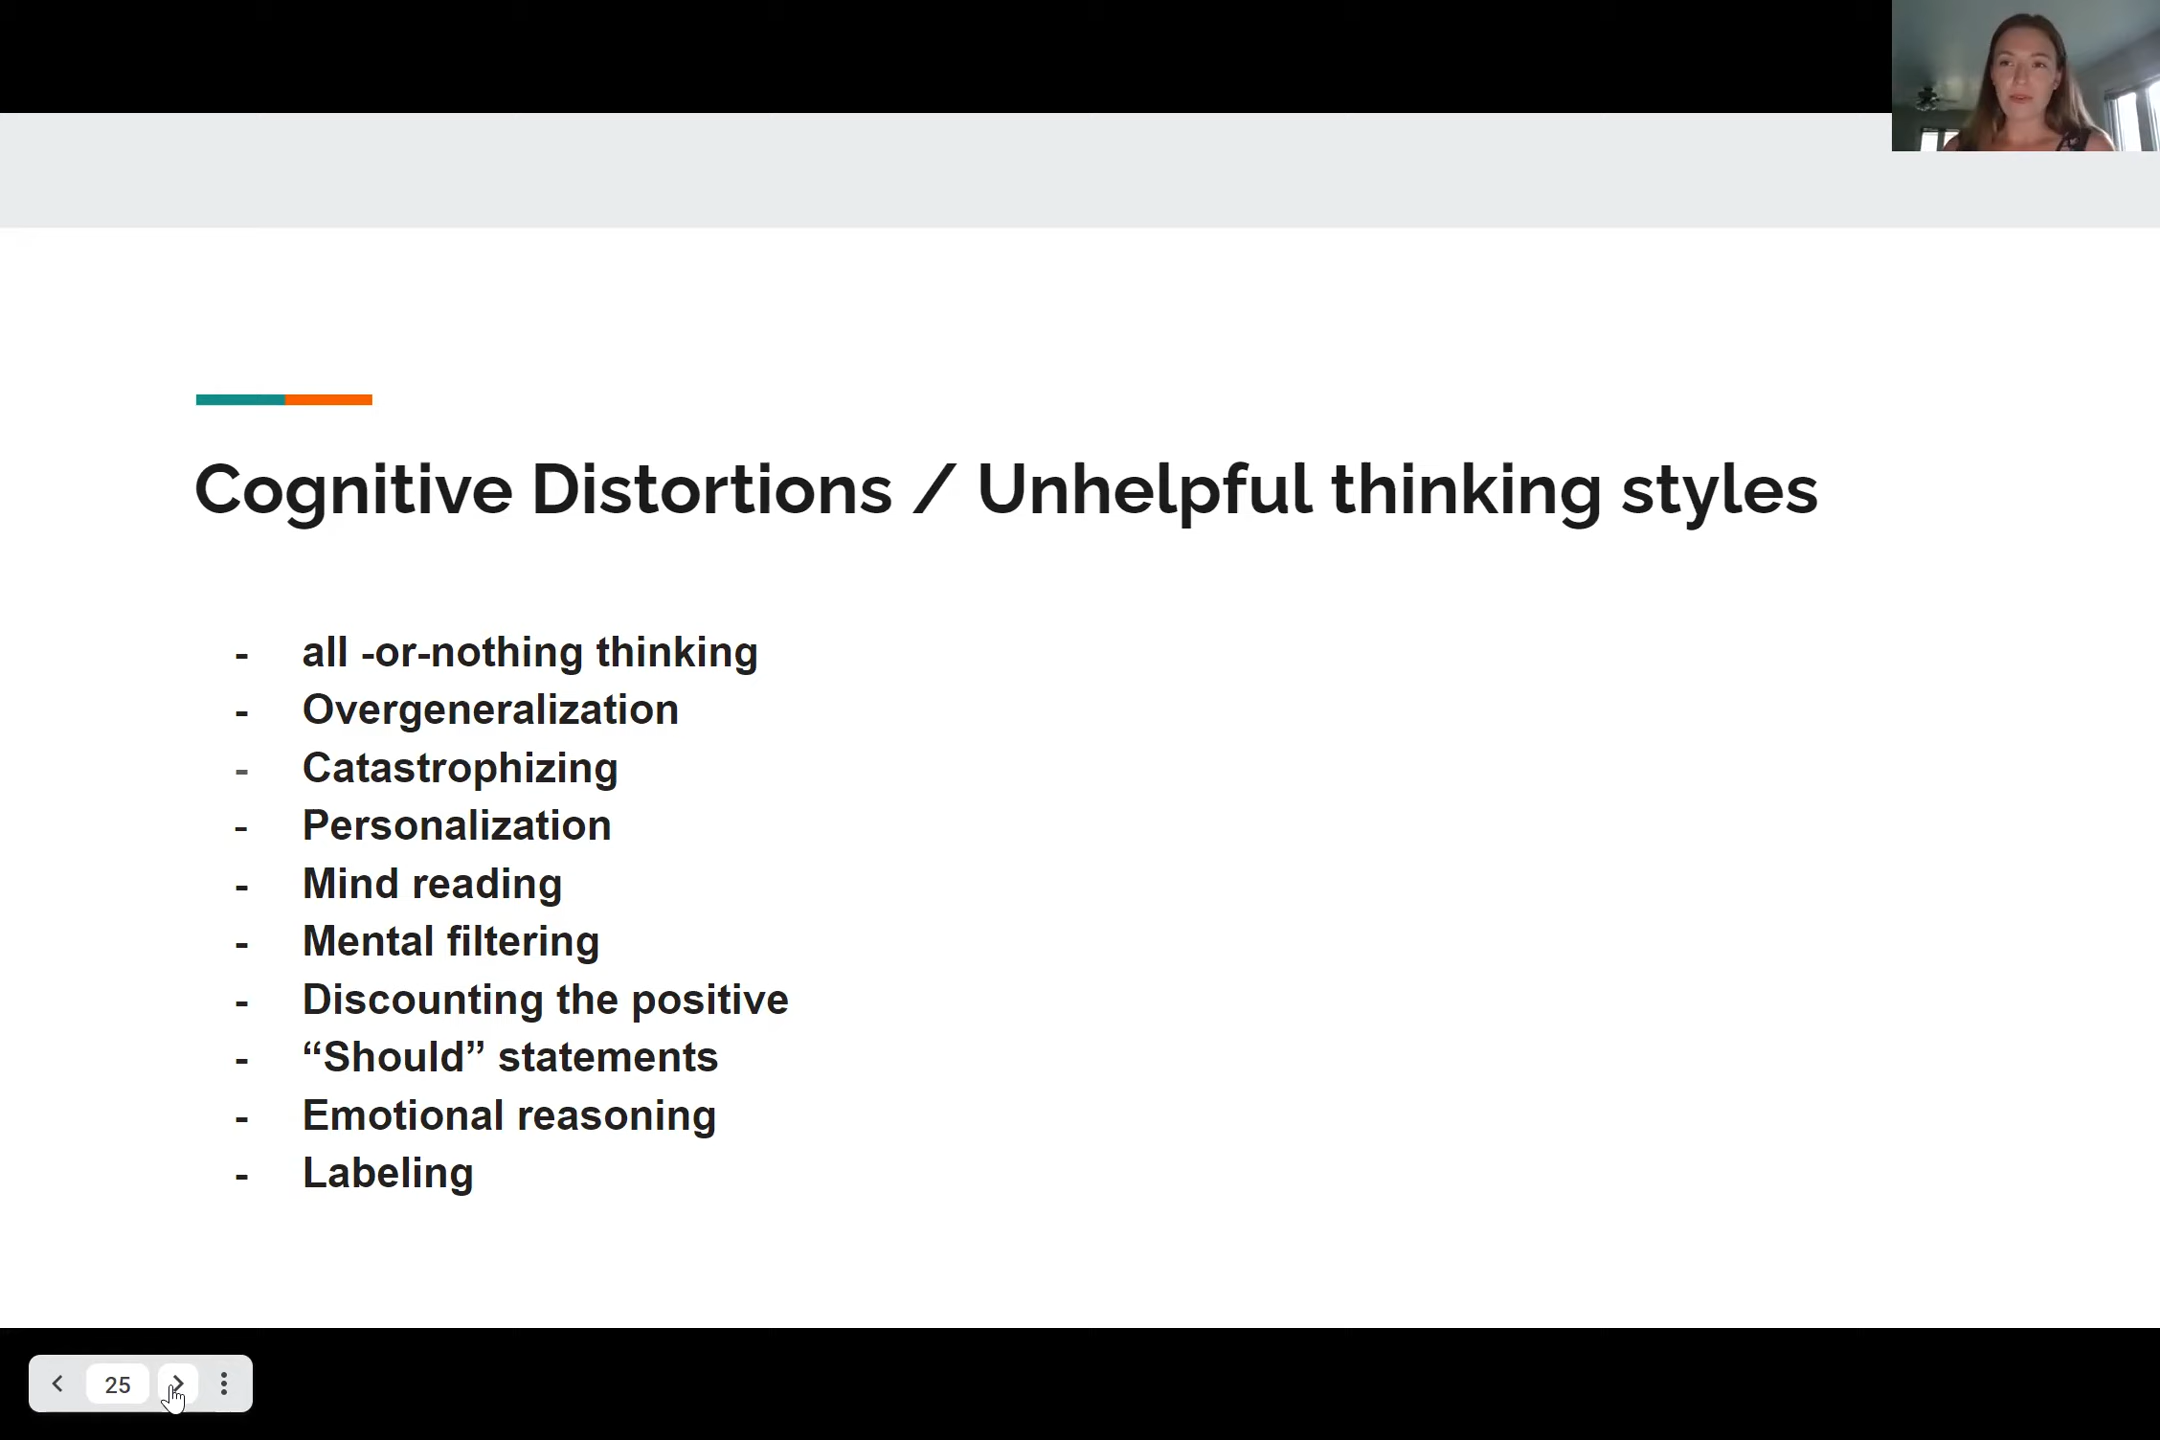 Cognitive Distortions / Unhelpful thinking styles
- all -or-nothing thinking
- Overgeneralization
- Catastrophizing
- Personalization
- Mind reading
- Mental filtering
- Discounting the positive
- “Should” statements
- Emotional reasoning
- Labeling
25